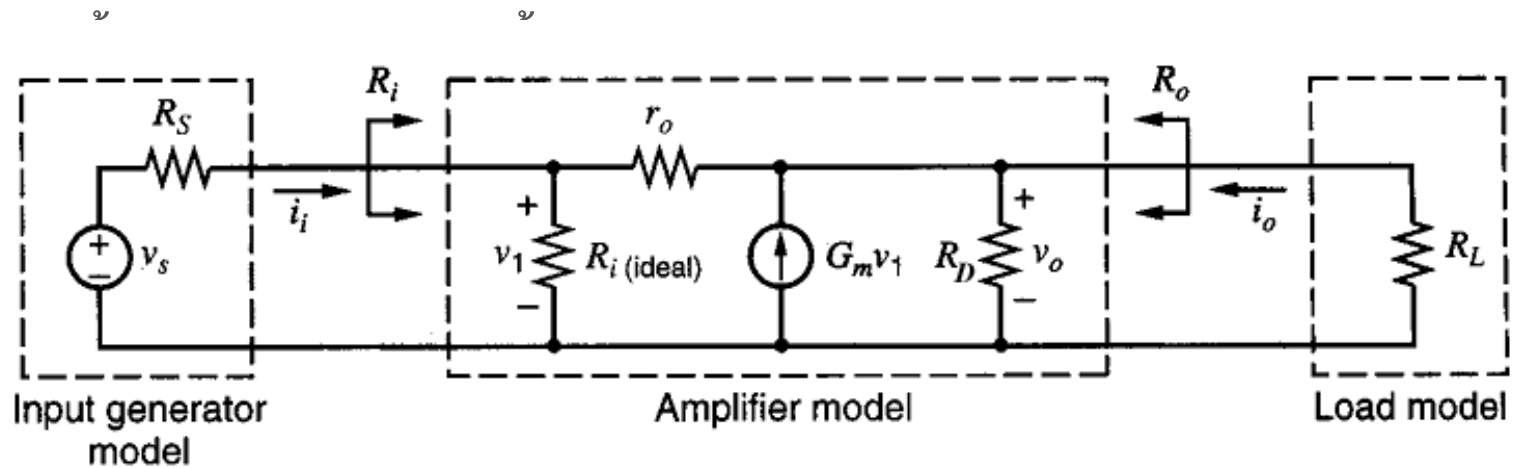 R_i R_o
R_S r_o
i_i i_o
+ v_s − + v_1 − R_i (ideal) G_m v_1 R_D + v_o − R_L
Input generator model Amplifier model Load model